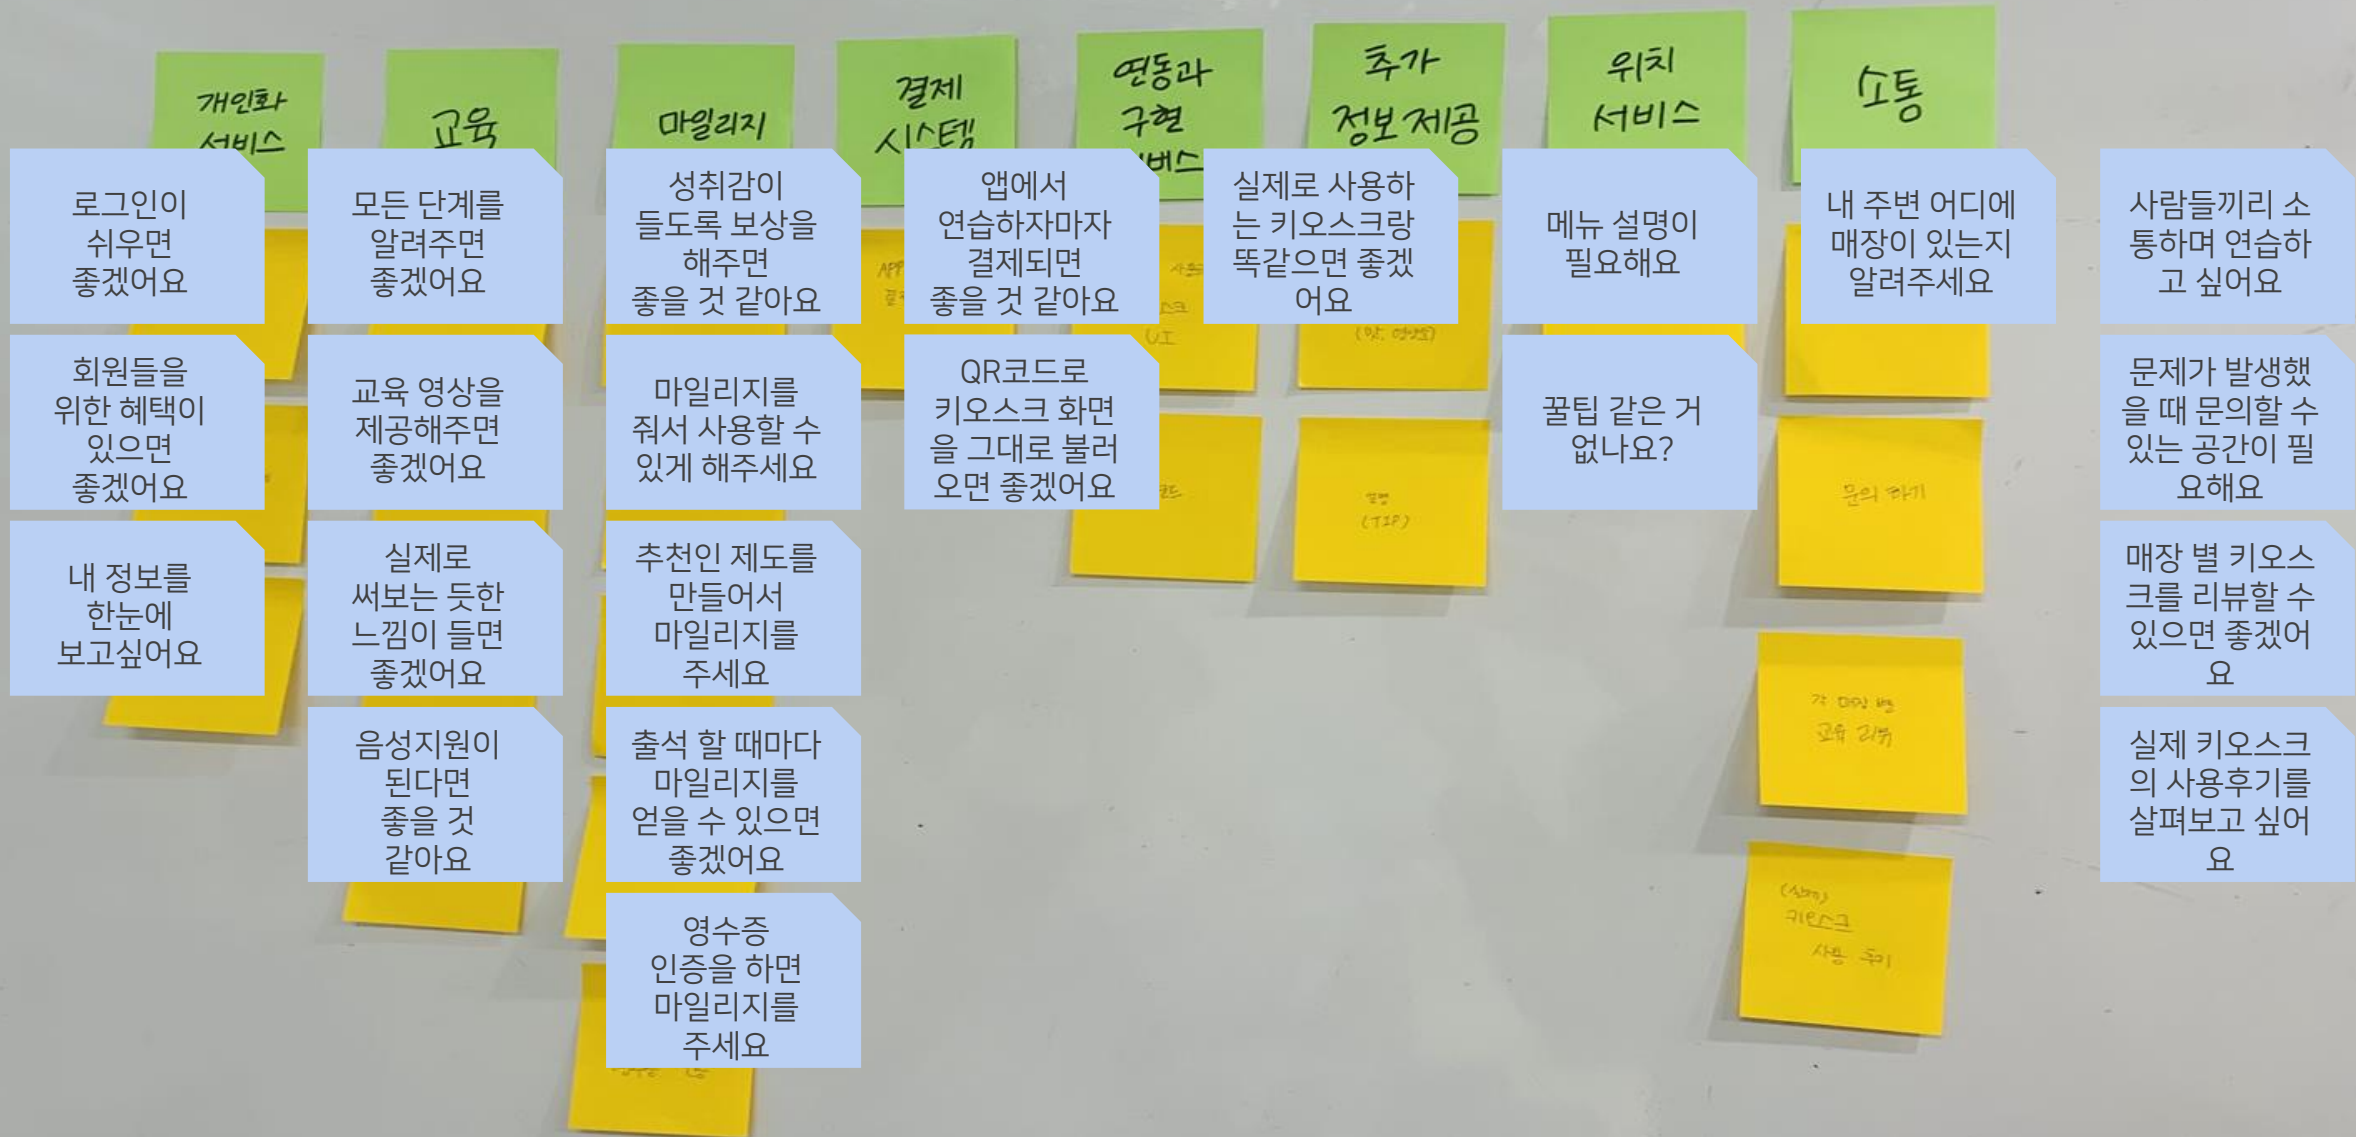 개인화
서비스
교육
마일리지
결제
시스템
연동과
구현
추가
정보 제공
위치
서비스
소통
로그인이
쉬우면
좋겠어요
회원들을
위한 혜택이
있으면
좋겠어요
내 정보를
한눈에
보고싶어요
모든 단계를
알려주면
좋겠어요
교육 영상을
제공해주면
좋겠어요
실제로
써보는 듯한
느낌이 들면
좋겠어요
음성지원이
된다면
좋을 것
같아요
성취감이
들도록 보상을
해주면
좋을 것 같아요
마일리지를
줘서 사용할 수
있게 해주세요
추천인 제도를
만들어서
마일리지를
주세요
출석 할 때마다
마일리지를
얻을 수 있으면
좋겠어요
영수증
인증을 하면
마일리지를
주세요
앱에서
연습하자마자
결제되면
좋을 것 같아요
QR코드로
키오스크 화면
을 그대로 불러
오면 좋겠어요
실제로 사용하
는 키오스크랑
똑같으면 좋겠
어요
메뉴 설명이
필요해요
꿀팁 같은 거
없나요?
내 주변 어디에
매장이 있는지
알려주세요
사람들끼리 소
통하며 연습하
고 싶어요
문제가 발생했
을 때 문의할 수
있는 공간이 필
요해요
매장 별 키오스
크를 리뷰할 수
있으면 좋겠어
요
실제 키오스크
의 사용후기를
살펴보고 싶어
요
UI
(TIP)
문의 하기
각 매장 별
교육 리뷰
(실제)
키오스크
사용 후기